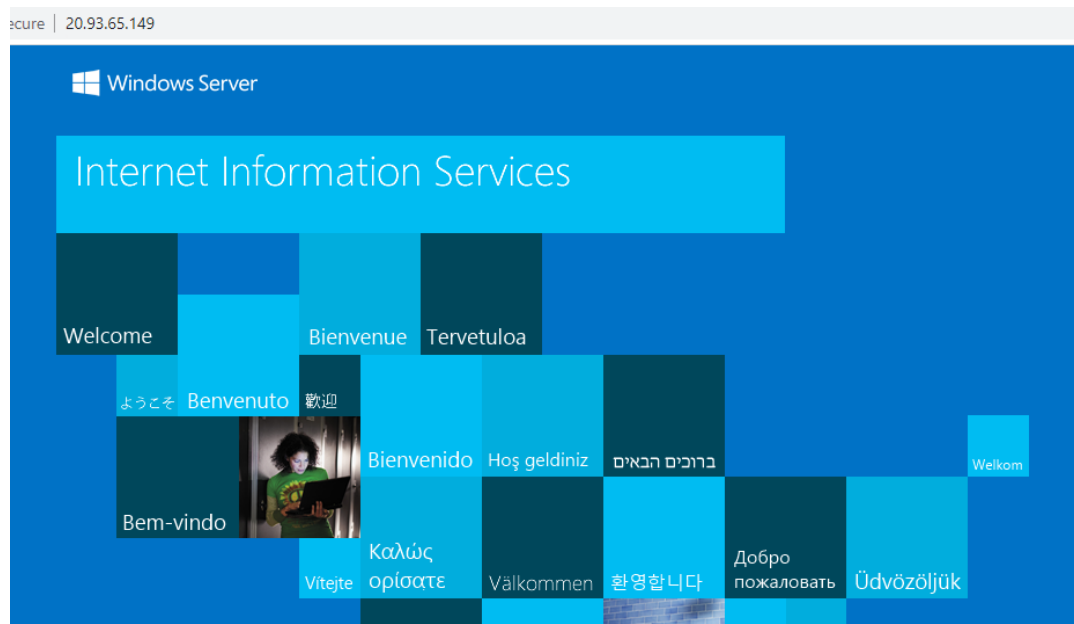 ecure | 20.93.65.149
Windows Server
Internet Information Services
Welcome
Bienvenue
Tervetuloa
ようこそ
Benvenuto
歡迎
Bienvenido
Hoş geldiniz
ברוכים הבאים
Welkom
Bem-vindo
Vítejte
Καλώς
ορίσατε
Välkommen
환영합니다
Добро
пожаловать
Üdvözöljük